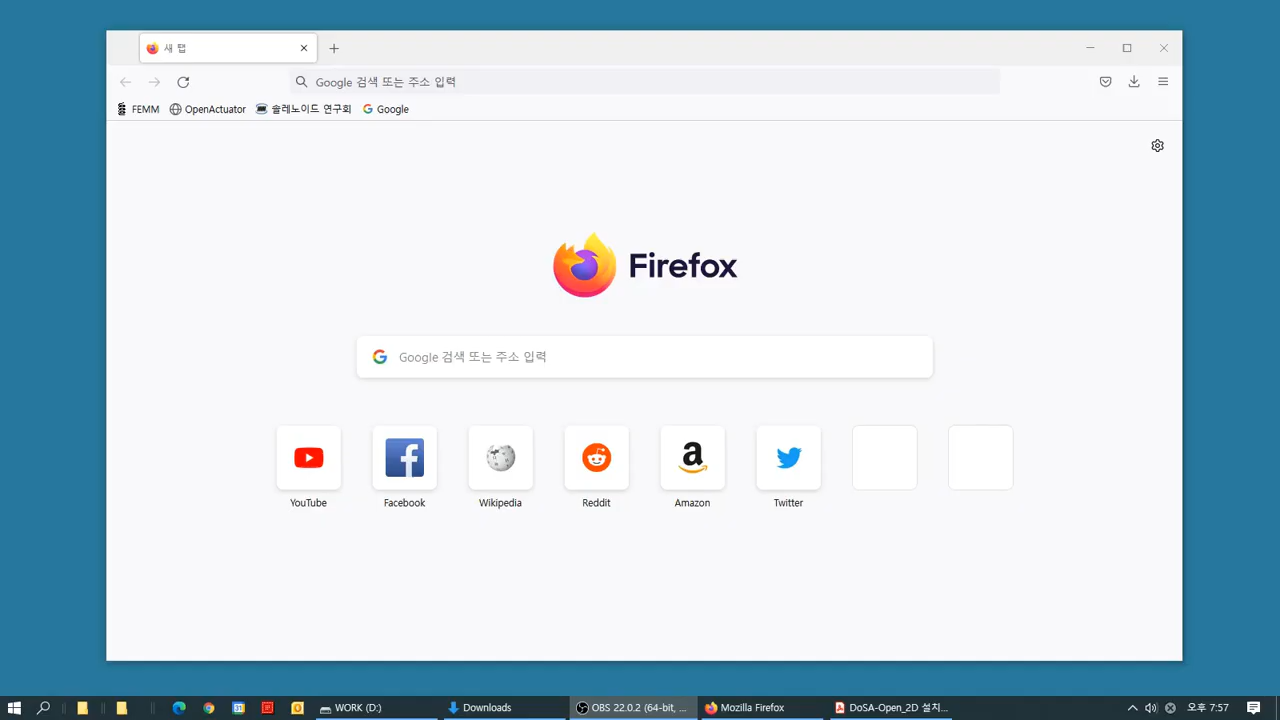 새 탭
Google 검색 또는 주소 입력
FEMM OpenActuator 솔레노이드 연구회 Google
Firefox
Google 검색 또는 주소 입력
YouTube Facebook Wikipedia Reddit Amazon Twitter
WORK (D:) Downloads OBS 22.0.2 (64-bit, ... Mozilla Firefox DoSA-Open_2D 설치... 오후 7:57